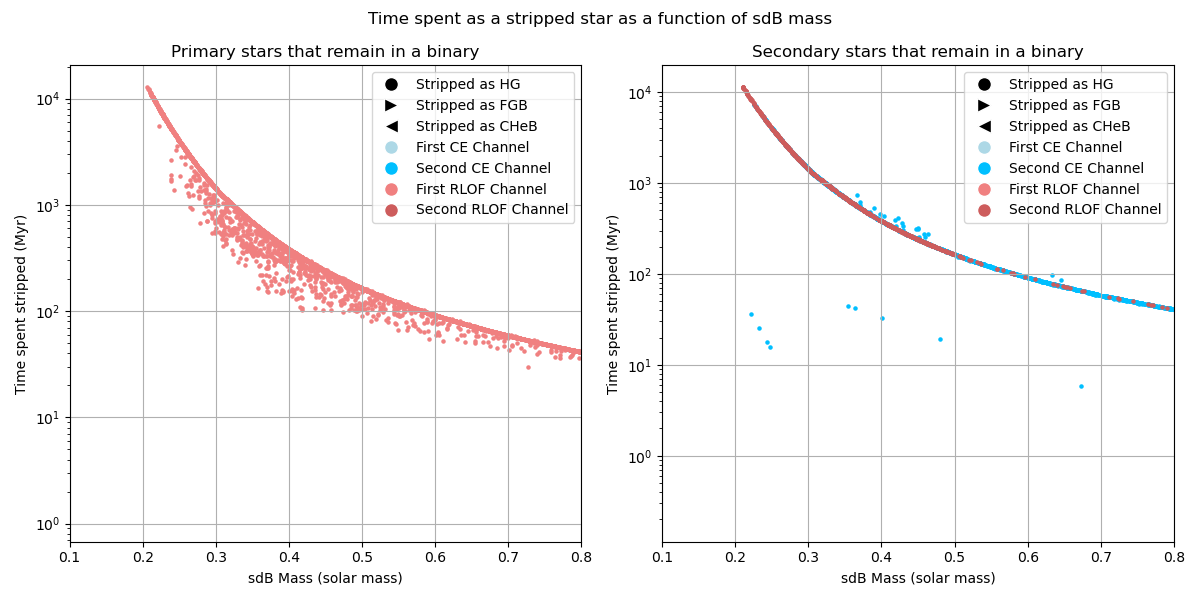 Time spent as a stripped star as a function of sdB mass
Primary stars that remain in a binary
Time spent stripped (Myr)
10⁴
10³
10²
10¹
10⁰
Stripped as HG
Stripped as FGB
Stripped as CHeB
First CE Channel
Second CE Channel
First RLOF Channel
Second RLOF Channel
0.1 0.2 0.3 0.4 0.5 0.6 0.7 0.8
sdB Mass (solar mass)
Secondary stars that remain in a binary
Time spent stripped (Myr)
10⁴
10³
10²
10¹
10⁰
Stripped as HG
Stripped as FGB
Stripped as CHeB
First CE Channel
Second CE Channel
First RLOF Channel
Second RLOF Channel
0.1 0.2 0.3 0.4 0.5 0.6 0.7 0.8
sdB Mass (solar mass)